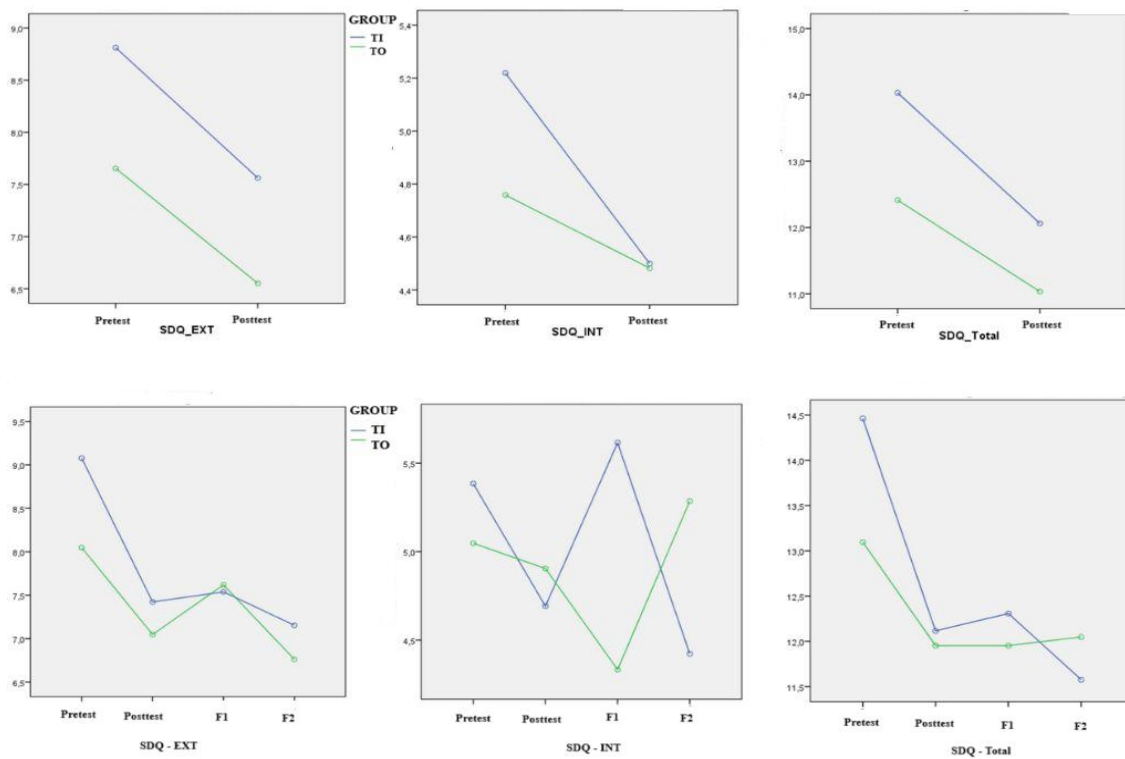 GROUP
TI
TO
9,0
8,5
8,0
7,5
7,0
6,5
Pretest Posttest
SDQ_EXT
5,4
5,2
5,0
4,8
4,6
4,4
Pretest Posttest
SDQ_INT
15,0
14,0
13,0
12,0
11,0
Pretest Posttest
SDQ_Total
GROUP
TI
TO
9,5
9,0
8,5
8,0
7,5
7,0
6,5
Pretest Posttest F1 F2
SDQ - EXT
5,5
5,0
4,5
Pretest Posttest F1 F2
SDQ - INT
14,5
14,0
13,5
13,0
12,5
12,0
11,5
Pretest Posttest F1 F2
SDQ - Total